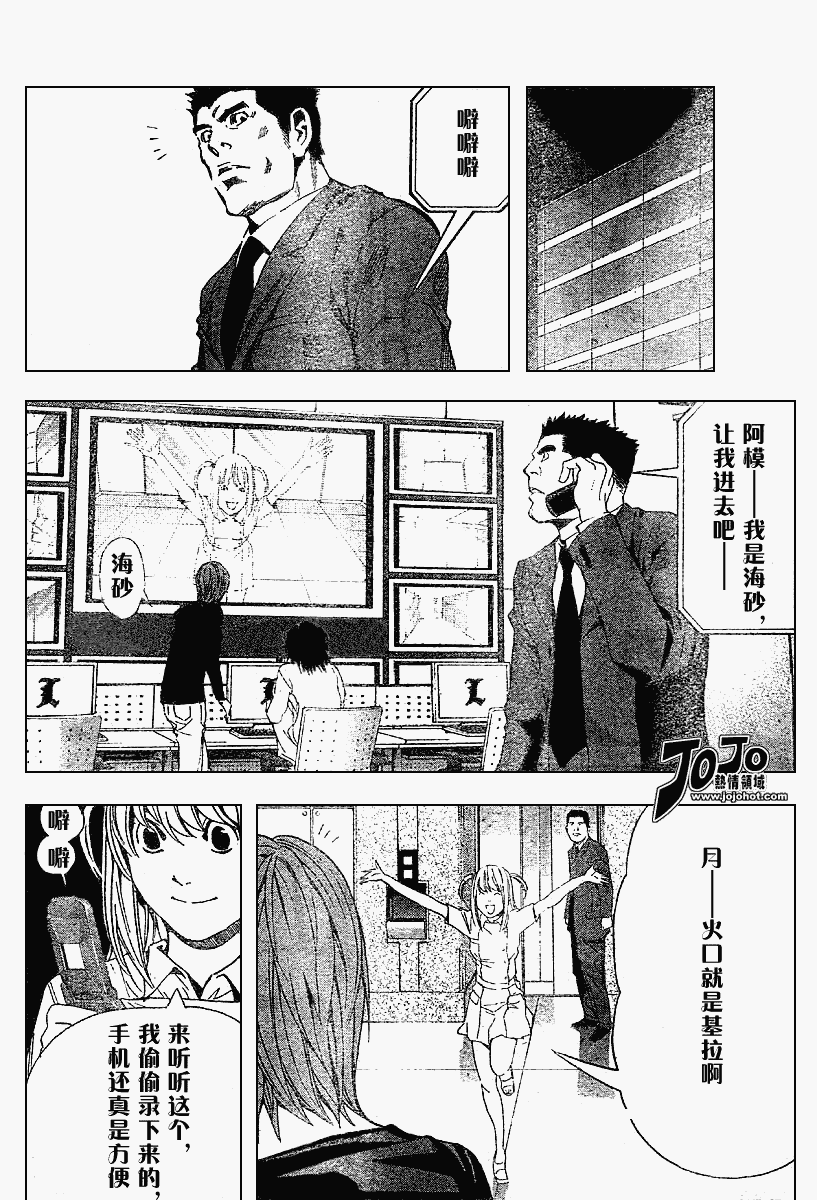 噼
噼
噼
阿模——我是海砂，
让我进去吧——
海砂
L
L
L
JOJO
熱情領域
www.jojohot.com
月——火口就是基拉啊
噼
噼
来听听这个，
我偷偷录下来的，
手机还真是方便